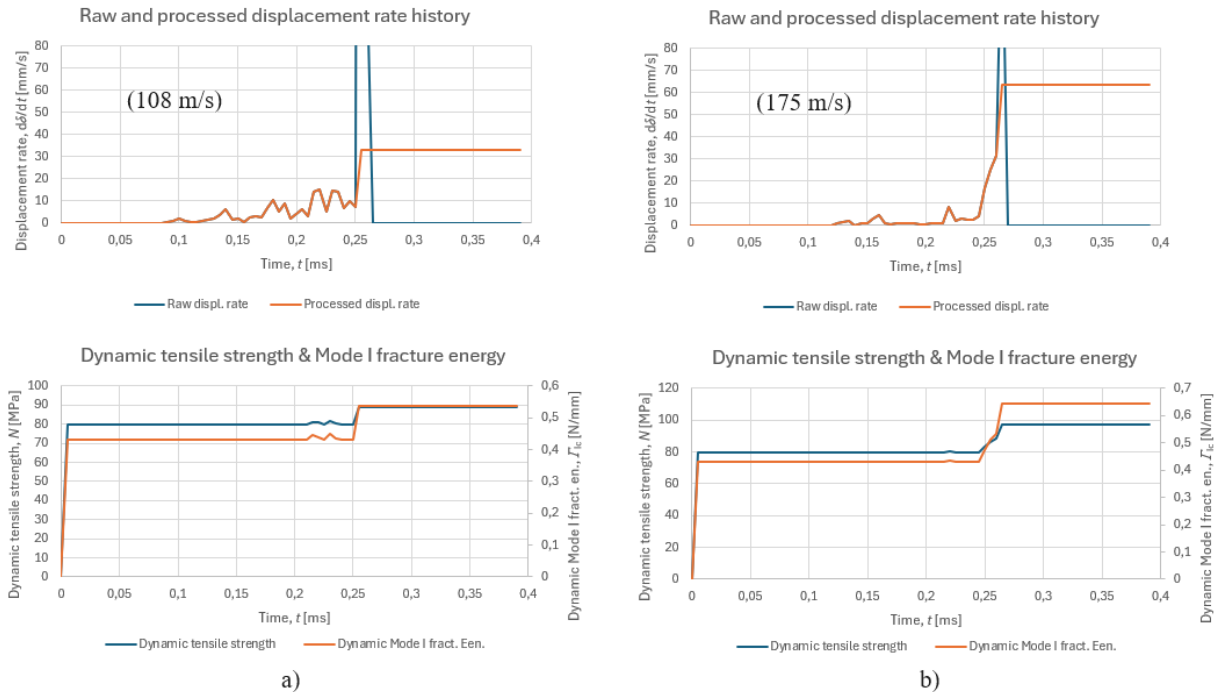 Raw and processed displacement rate history
Displacement rate, dδ/dt [mm/s]
80
70
60
50
40
30
20
10
0
(108 m/s)
0 0,05 0,1 0,15 0,2 0,25 0,3 0,35 0,4
Time, t [ms]
Raw displ. rate Processed displ. rate
Raw and processed displacement rate history
Displacement rate, dδ/dt [mm/s]
80
70
60
50
40
30
20
10
0
(175 m/s)
0 0,05 0,1 0,15 0,2 0,25 0,3 0,35 0,4
Time, t [ms]
Raw displ. rate Processed displ. rate
Dynamic tensile strength & Mode I fracture energy
Dynamic tensile strength, N [MPa]
100
90
80
70
60
50
40
30
20
10
0
0,6
0,5
0,4
0,3
0,2
0,1
0
Dynamic Mode I fract. en., ΓIc [N/mm]
0 0,05 0,1 0,15 0,2 0,25 0,3 0,35 0,4
Time, t [ms]
Dynamic tensile strength Dynamic Mode I fract. Een.
a)
Dynamic tensile strength & Mode I fracture energy
Dynamic tensile strength, N [MPa]
120
100
80
60
40
20
0
0,7
0,6
0,5
0,4
0,3
0,2
0,1
0
Dynamic Mode I fract. en., ΓIc [N/mm]
0 0,05 0,1 0,15 0,2 0,25 0,3 0,35 0,4
Time, t [ms]
Dynamic tensile strength Dynamic Mode I fract. Een.
b)